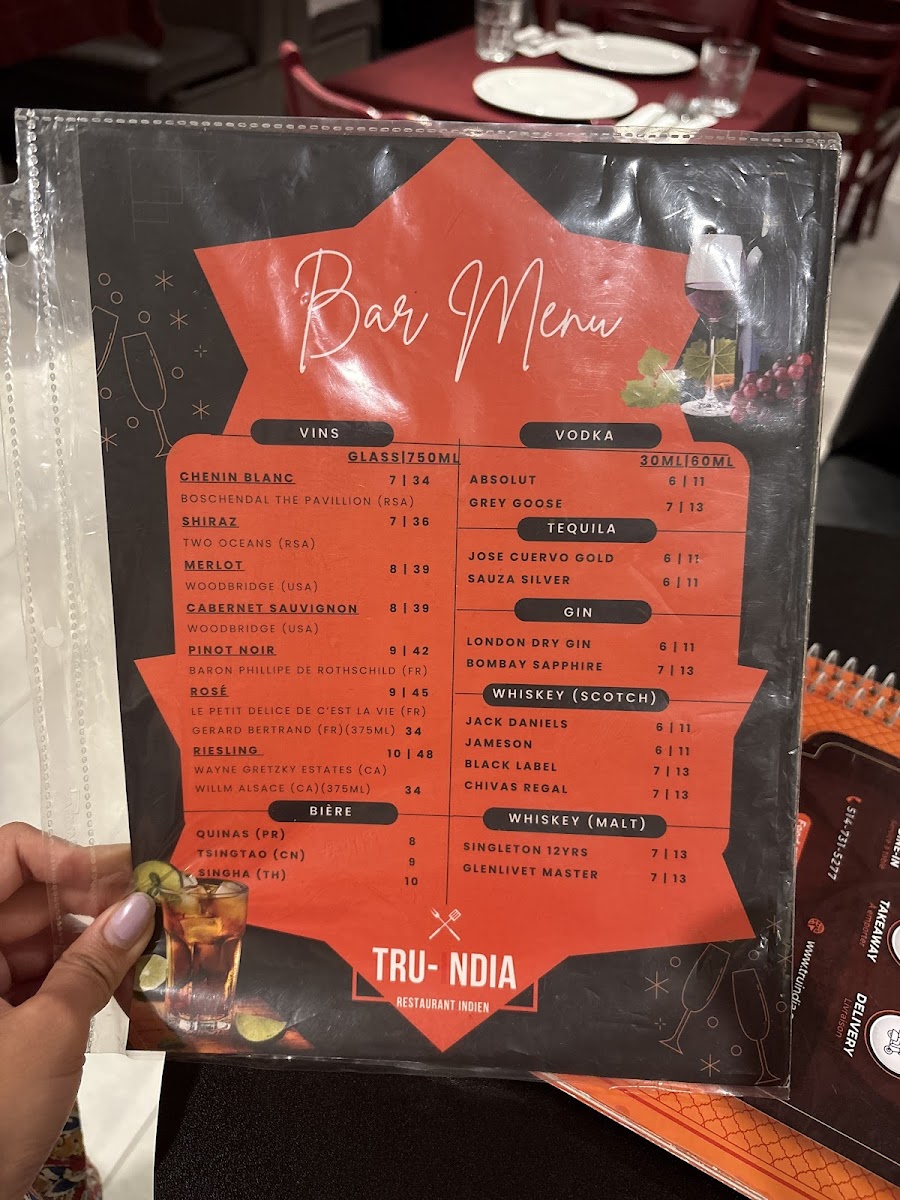 Bar Menu
VINS
GLASS|750ML
CHENIN BLANC 7 | 34
BOSCHENDAL THE PAVILLION (RSA)
SHIRAZ 7 | 36
TWO OCEANS (RSA)
MERLOT 8 | 39
WOODBRIDGE (USA)
CABERNET SAUVIGNON 8 | 39
WOODBRIDGE (USA)
PINOT NOIR 9 | 42
BARON PHILLIPE DE ROTHSCHILD (FR)
ROSÉ 9 | 45
LE PETIT DELICE DE C'EST LA VIE (FR)
GERARD BERTRAND (FR)(375ML) 34
RIESLING 10 | 48
WAYNE GRETZKY ESTATES (CA)
WILLM ALSACE (CA)(375ML) 34
BIÈRE
QUINAS (PR) 8
TSINGTAO (CN) 9
SINGHA (TH) 10
VODKA
30ML|60ML
ABSOLUT 6 | 11
GREY GOOSE 7 | 13
TEQUILA
JOSE CUERVO GOLD 6 | 11
SAUZA SILVER 6 | 11
GIN
LONDON DRY GIN 6 | 11
BOMBAY SAPPHIRE 7 | 13
WHISKEY (SCOTCH)
JACK DANIELS 6 | 11
JAMESON 6 | 11
BLACK LABEL 7 | 13
CHIVAS REGAL 7 | 13
WHISKEY (MALT)
SINGLETON 12YRS 7 | 13
GLENLIVET MASTER 7 | 13
TRU-INDIA
RESTAURANT INDIEN
514-731-5277
TAKEAWAY
À emporter
DELIVERY
Livraison